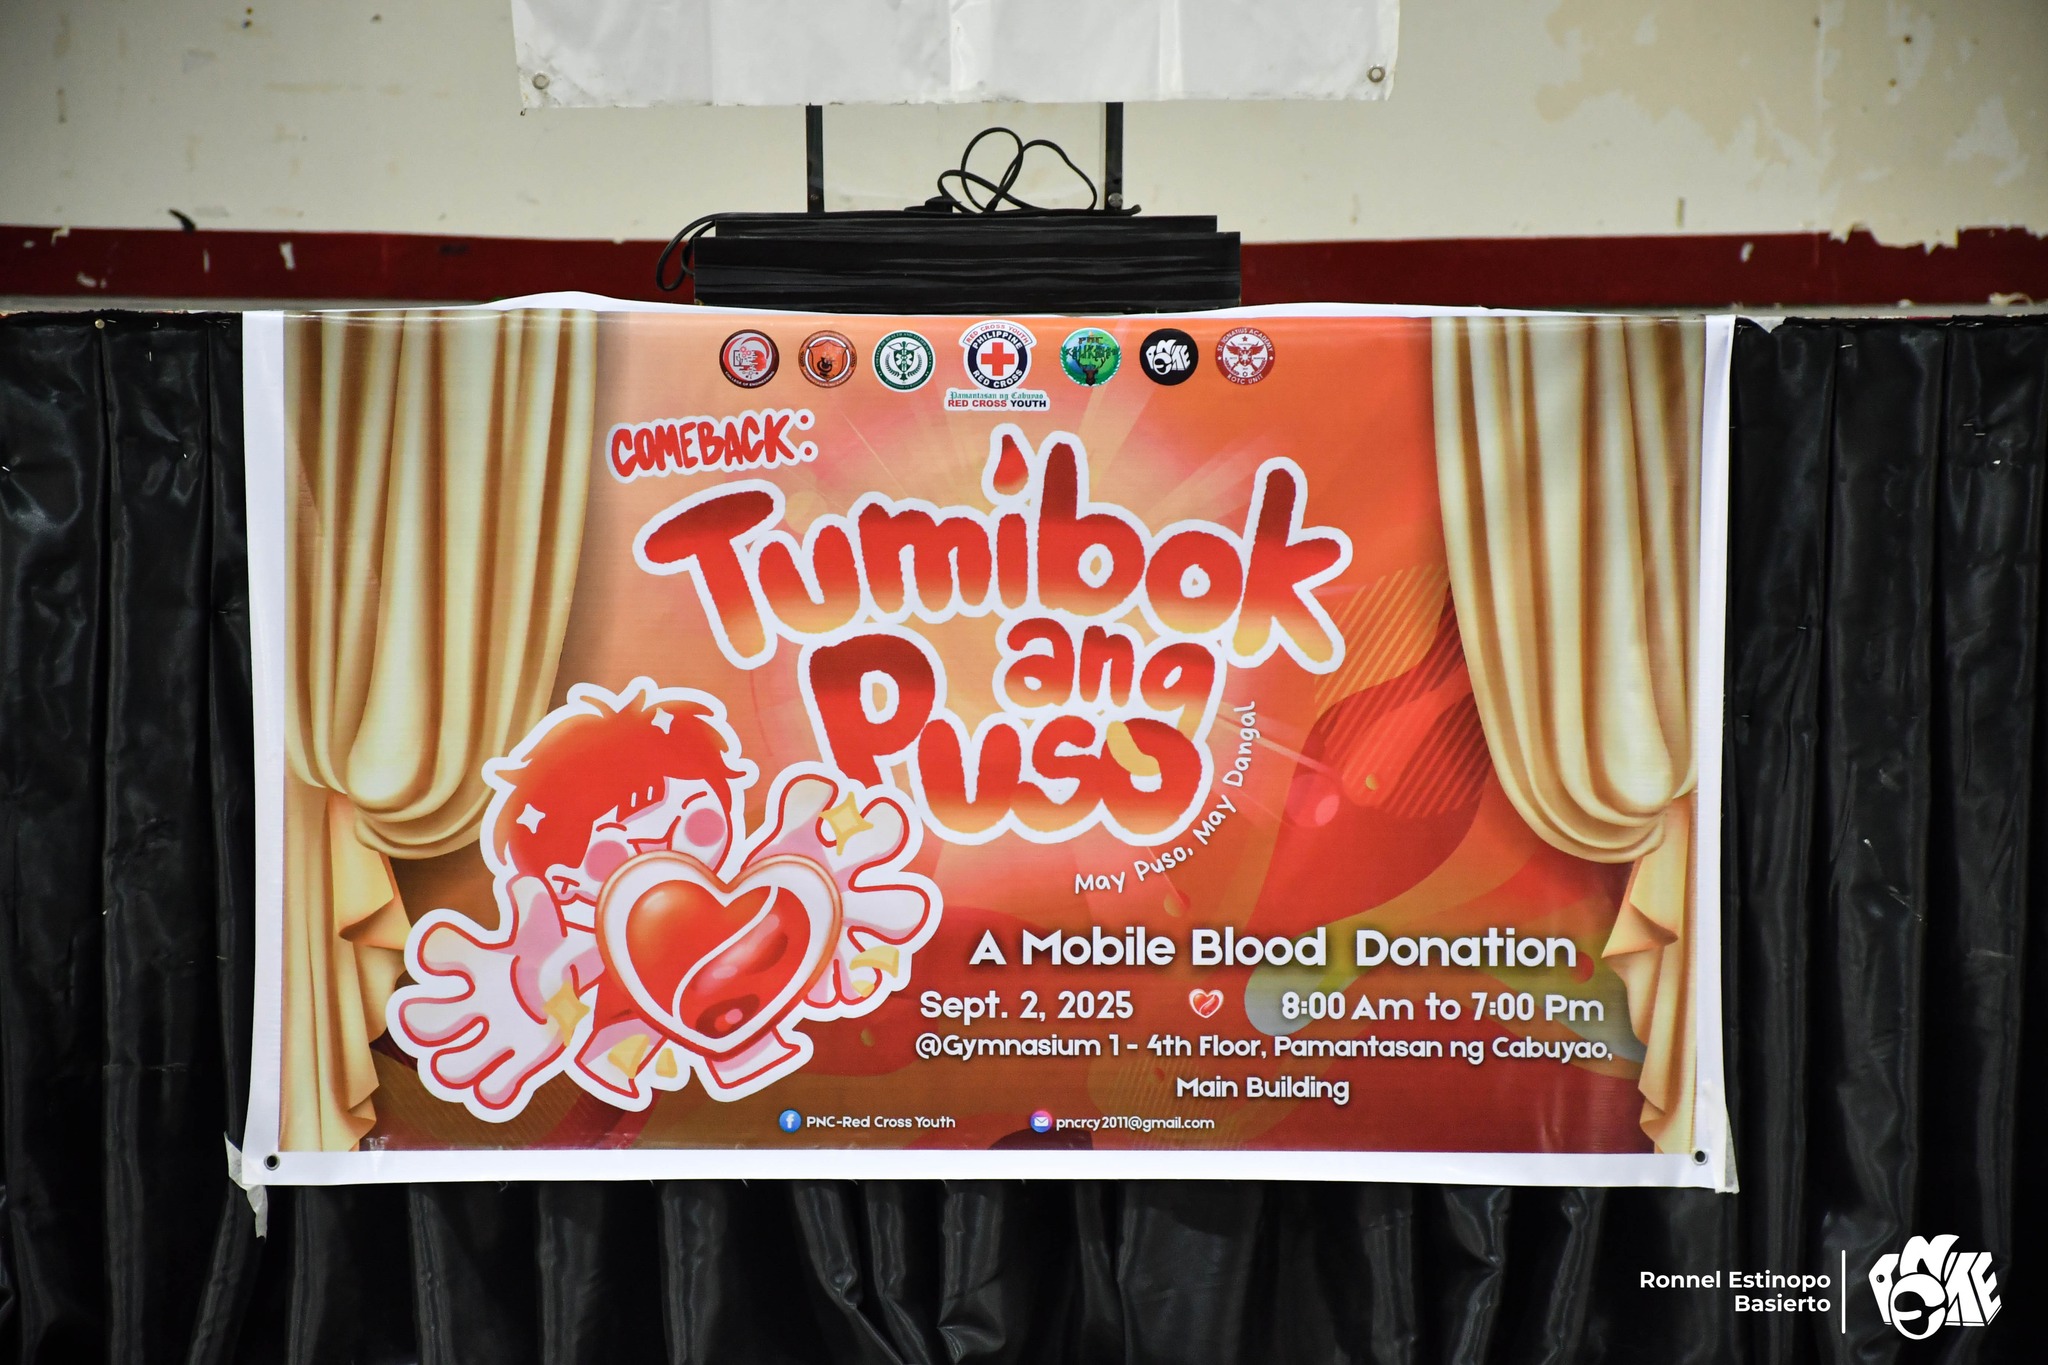 RED CROSS YOUTH
PHILIPPINE
RED CROSS
Pamantasan ng Cabuyao
RED CROSS YOUTH
COMEBACK:
Tumibok
ang
Puso
May Puso, May Dangal
A Mobile Blood Donation
Sept. 2, 2025
8:00 Am to 7:00 Pm
@Gymnasium 1 - 4th Floor, Pamantasan ng Cabuyao,
Main Building
PNC-Red Cross Youth
pncrcy2011@gmail.com
Ronnel Estinopo
Basierto